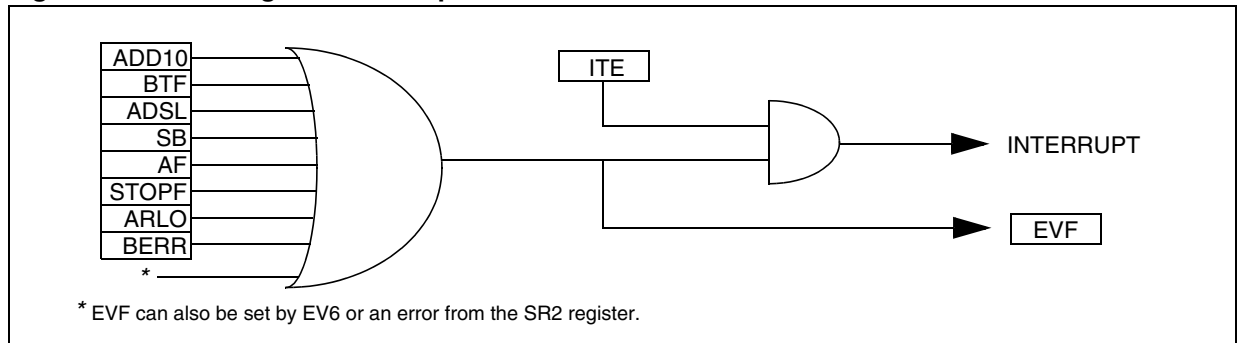 ADD10
BTF
ADSL
SB
AF
STOPF
ARLO
BERR
*
ITE
INTERRUPT
EVF
* EVF can also be set by EV6 or an error from the SR2 register.